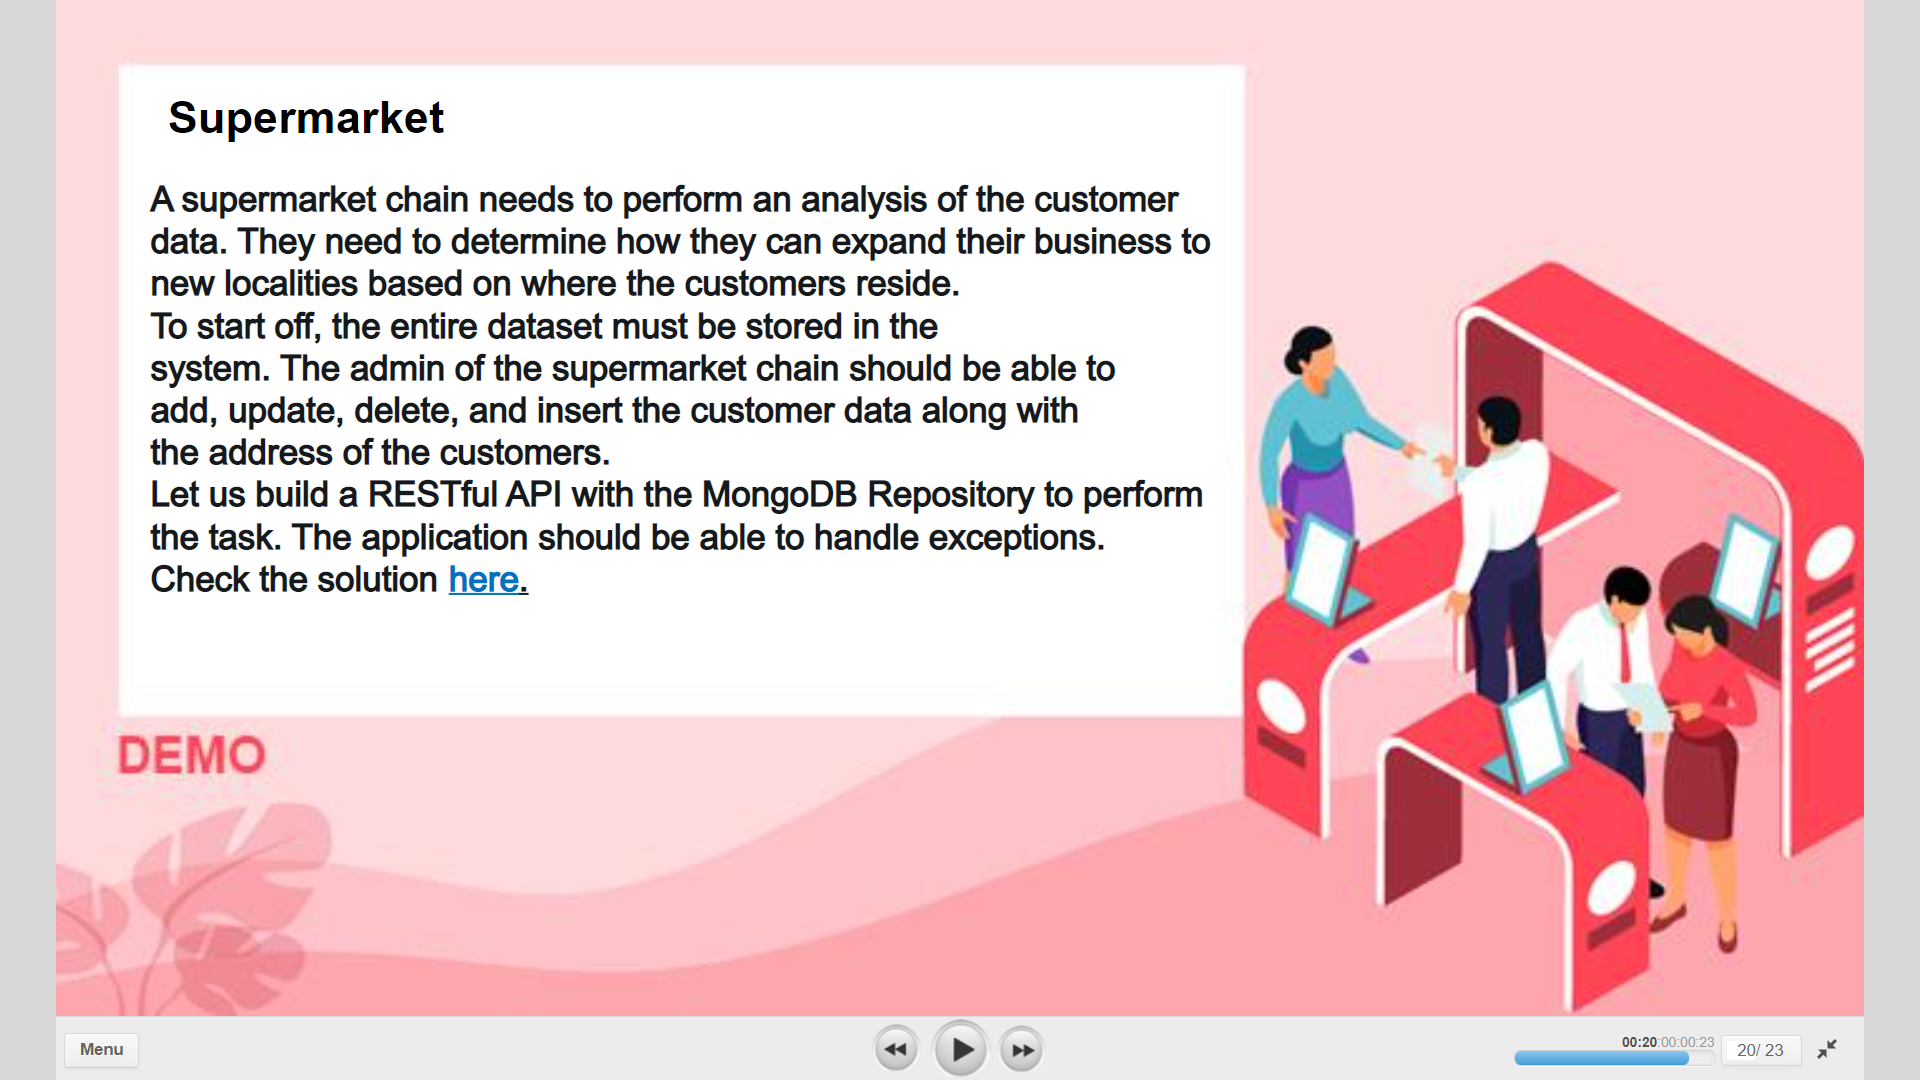 Supermarket
A supermarket chain needs to perform an analysis of the customer
data. They need to determine how they can expand their business to
new localities based on where the customers reside.
To start off, the entire dataset must be stored in the
system. The admin of the supermarket chain should be able to
add, update, delete, and insert the customer data along with
the address of the customers.
Let us build a RESTful API with the MongoDB Repository to perform
the task. The application should be able to handle exceptions.
Check the solution here.
DEMO
Menu
00:20:00:00:23
20/ 23